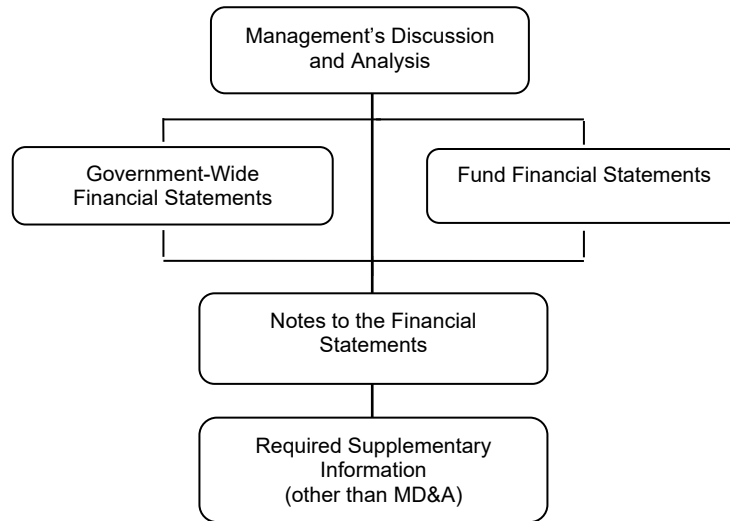 Management’s Discussion
and Analysis
Government-Wide
Financial Statements
Fund Financial Statements
Notes to the Financial
Statements
Required Supplementary
Information
(other than MD&A)